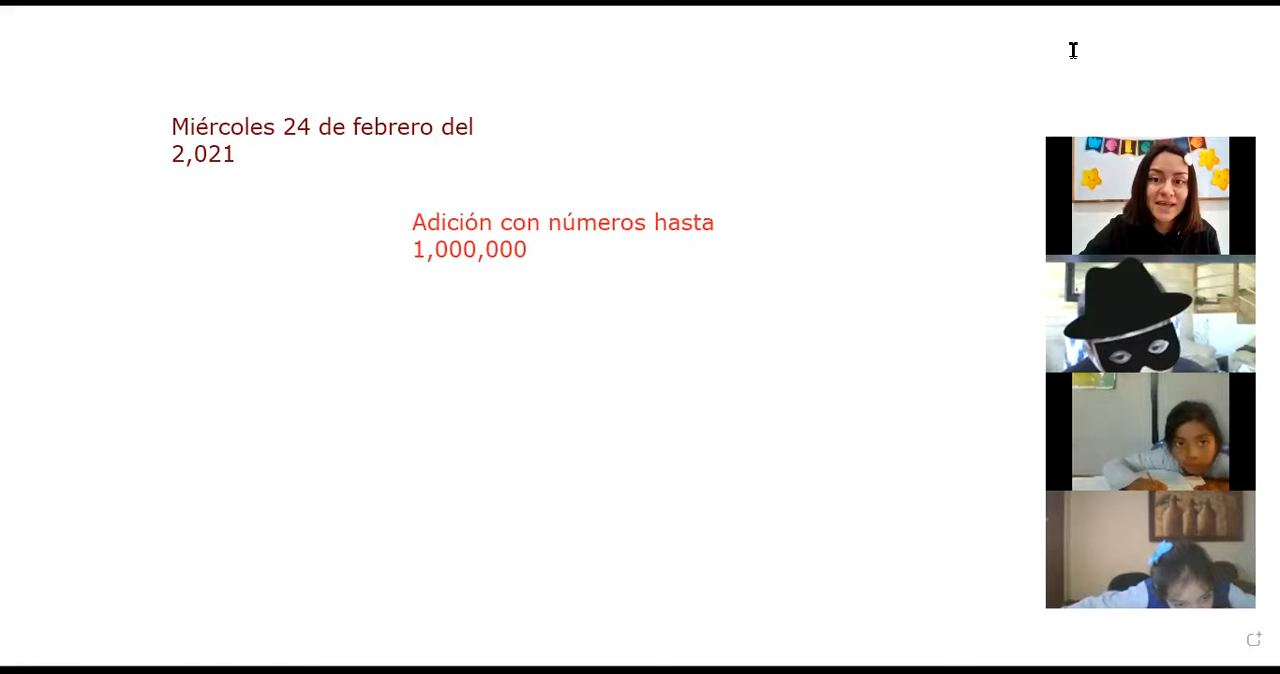 Miércoles 24 de febrero del
2,021
Adición con números hasta
1,000,000